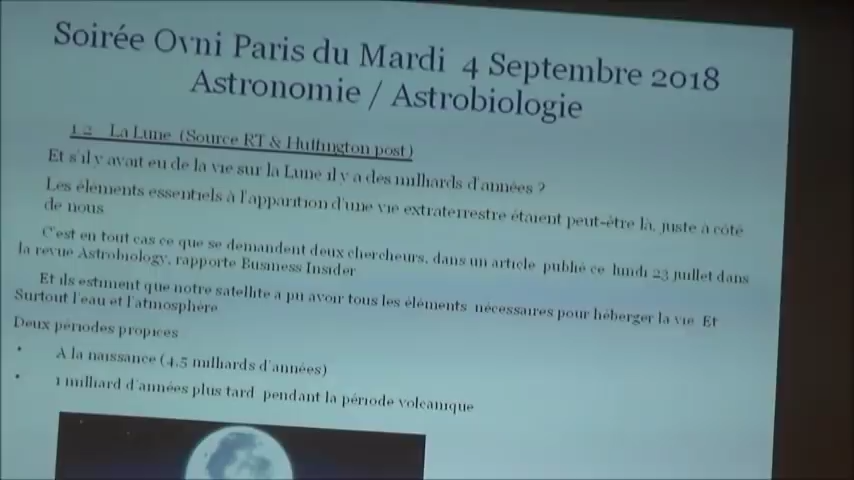 Soirée Ovni Paris du Mardi 4 Septembre 2018
Astronomie / Astrobiologie
1.2 La Lune (Source RT & Huffington post)
Et s'il y avait eu de la vie sur la Lune il y a des milliards d'années ?
Les éléments essentiels à l'apparition d'une vie extraterrestre étaient peut-être là, juste à côté
de nous
C'est en tout cas ce que se demandent deux chercheurs, dans un article publié ce lundi 23 juillet dans
la revue Astrobiology, rapporte Business Insider
Et ils estiment que notre satellite a pu avoir tous les éléments nécessaires pour héberger la vie Et
Surtout l'eau et l'atmosphère
Deux périodes propices
• A la naissance (4,5 milliards d'années)
• 1 milliard d'années plus tard pendant la période volcanique